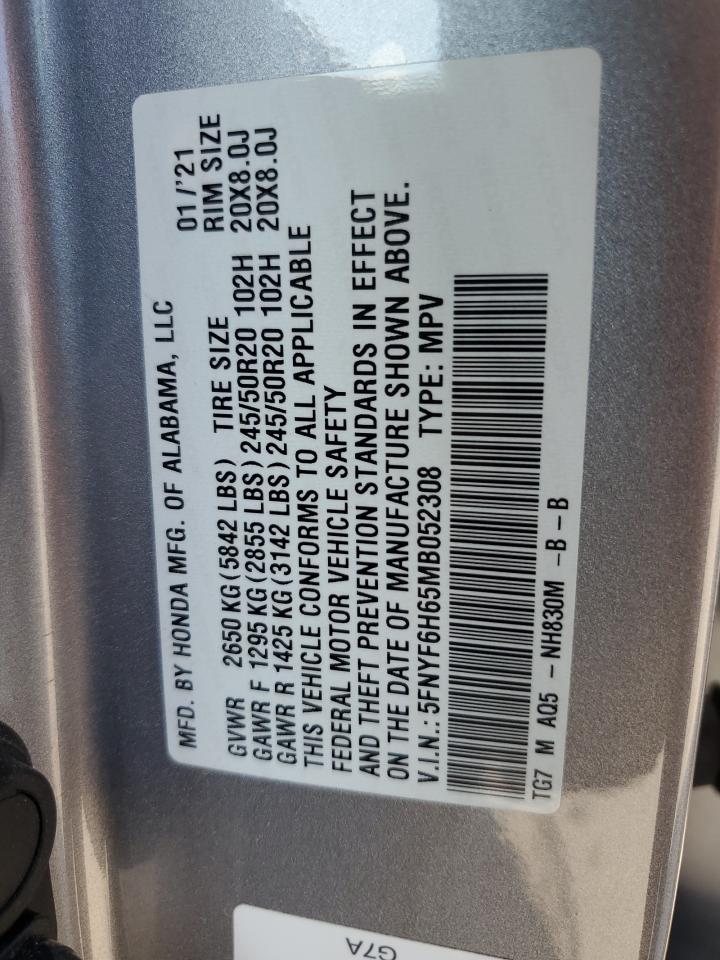 MFD. BY HONDA MFG. OF ALABAMA, LLC 01/'21
GVWR 2650 KG (5842 LBS) TIRE SIZE RIM SIZE
GAWR F 1295 KG (2855 LBS) 245/50R20 102H 20X8.0J
GAWR R 1425 KG (3142 LBS) 245/50R20 102H 20X8.0J
THIS VEHICLE CONFORMS TO ALL APPLICABLE
FEDERAL MOTOR VEHICLE SAFETY
AND THEFT PREVENTION STANDARDS IN EFFECT
ON THE DATE OF MANUFACTURE SHOWN ABOVE.
V.I.N.: 5FNYF6H65MB052308 TYPE: MPV
TG7 M AQ5 - NH830M -B-B
G7A